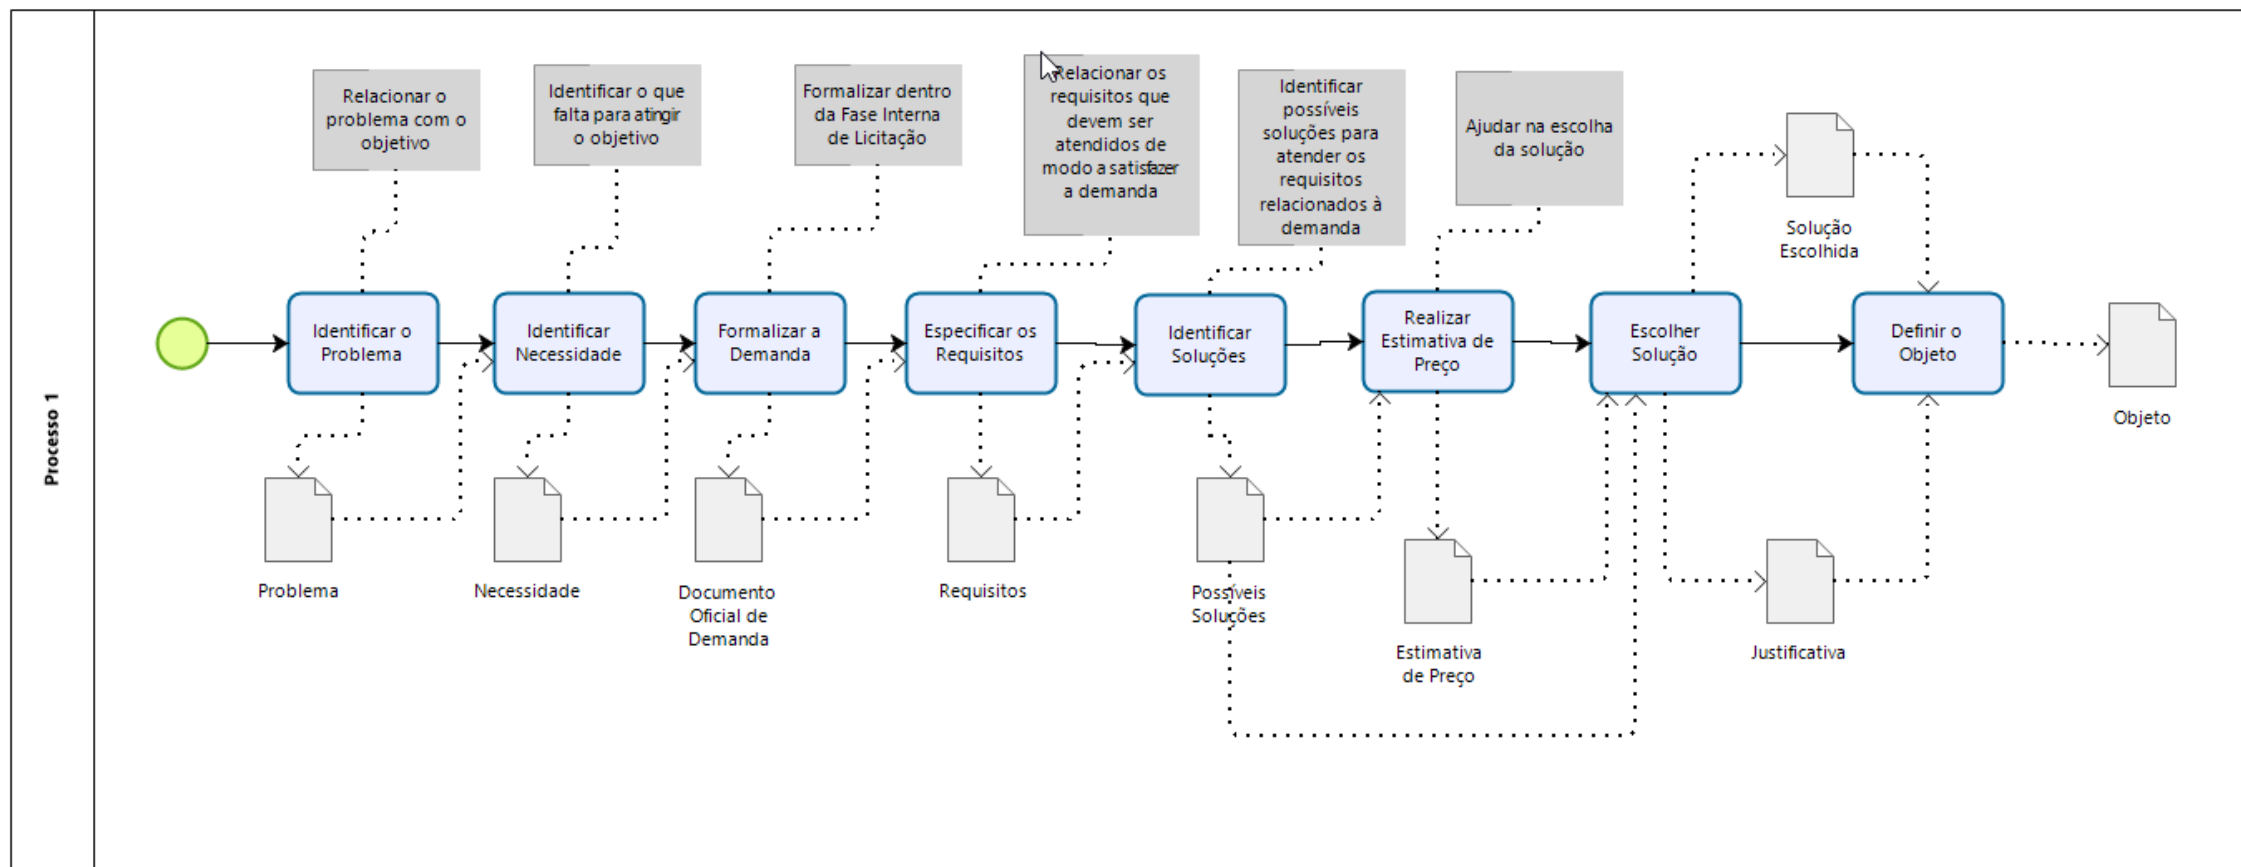 Processo 1
Relacionar o
problema com o
objetivo
Identificar o que
falta para atingir
o objetivo
Formalizar dentro
da Fase Interna
de Licitação
Relacionar os
requisitos que
devem ser
atendidos de
modo a satisfazer
a demanda
Identificar
possíveis
soluções para
atender os
requisitos
relacionados à
demanda
Ajudar na escolha
da solução
Solução
Escolhida
Identificar o
Problema
Identificar
Necessidade
Formalizar a
Demanda
Especificar os
Requisitos
Identificar
Soluções
Realizar
Estimativa de
Preço
Escolher
Solução
Definir o
Objeto
Objeto
Problema
Necessidade
Documento
Oficial de
Demanda
Requisitos
Possíveis
Soluções
Estimativa
de Preço
Justificativa